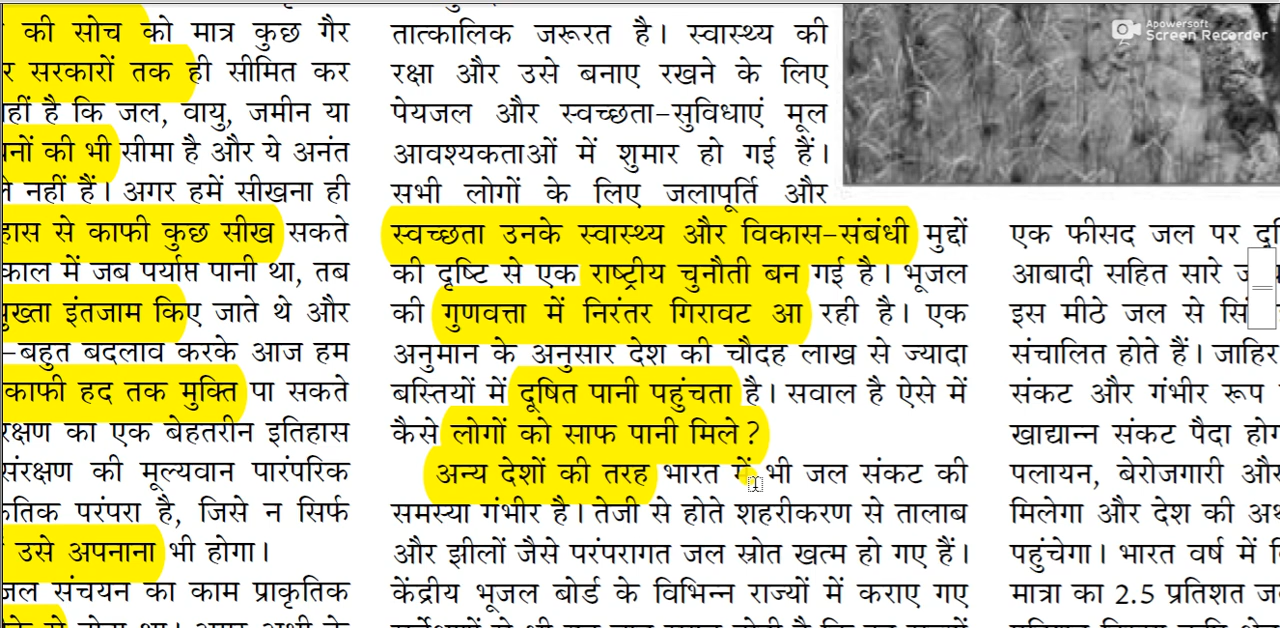 की सोच को मात्र कुछ गैर
सरकारों तक ही सीमित कर
है कि जल, वायु, जमीन या
की भी सीमा है और ये अनंत
नहीं हैं। अगर हमें सीखना ही
से काफी कुछ सीख सकते
में जब पर्याप्त पानी था, तब
इंतजाम किए जाते थे और
–बहुत बदलाव करके आज हम
काफी हद तक मुक्ति पा सकते
का एक बेहतरीन इतिहास
संरक्षण की मूल्यवान पारंपरिक
परंपरा है, जिसे न सिर्फ
उसे अपनाना भी होगा।
जल संचयन का काम प्राकृतिक
तात्कालिक जरूरत है। स्वास्थ्य की
रक्षा और उसे बनाए रखने के लिए
पेयजल और स्वच्छता-सुविधाएं मूल
आवश्यकताओं में शुमार हो गई हैं।
सभी लोगों के लिए जलापूर्ति और
स्वच्छता उनके स्वास्थ्य और विकास-संबंधी मुद्दों
की दृष्टि से एक राष्ट्रीय चुनौती बन गई है। भूजल
की गुणवत्ता में निरंतर गिरावट आ रही है। एक
अनुमान के अनुसार देश की चौदह लाख से ज्यादा
बस्तियों में दूषित पानी पहुंचता है। सवाल है ऐसे में
कैसे लोगों को साफ पानी मिले?
अन्य देशों की तरह भारत में भी जल संकट की
समस्या गंभीर है। तेजी से होते शहरीकरण से तालाब
और झीलों जैसे परंपरागत जल स्रोत खत्म हो गए हैं।
केंद्रीय भूजल बोर्ड के विभिन्न राज्यों में कराए गए
Apowersoft
Screen Recorder
एक फीसद जल पर
आबादी सहित सारे
इस मीठे जल से
संचालित होते हैं। जाहिर
संकट और गंभीर रूप
खाद्यान्न संकट पैदा
पलायन, बेरोजगारी और
मिलेगा और देश की
पहुंचेगा। भारत वर्ष में
मात्रा का 2.5 प्रतिशत